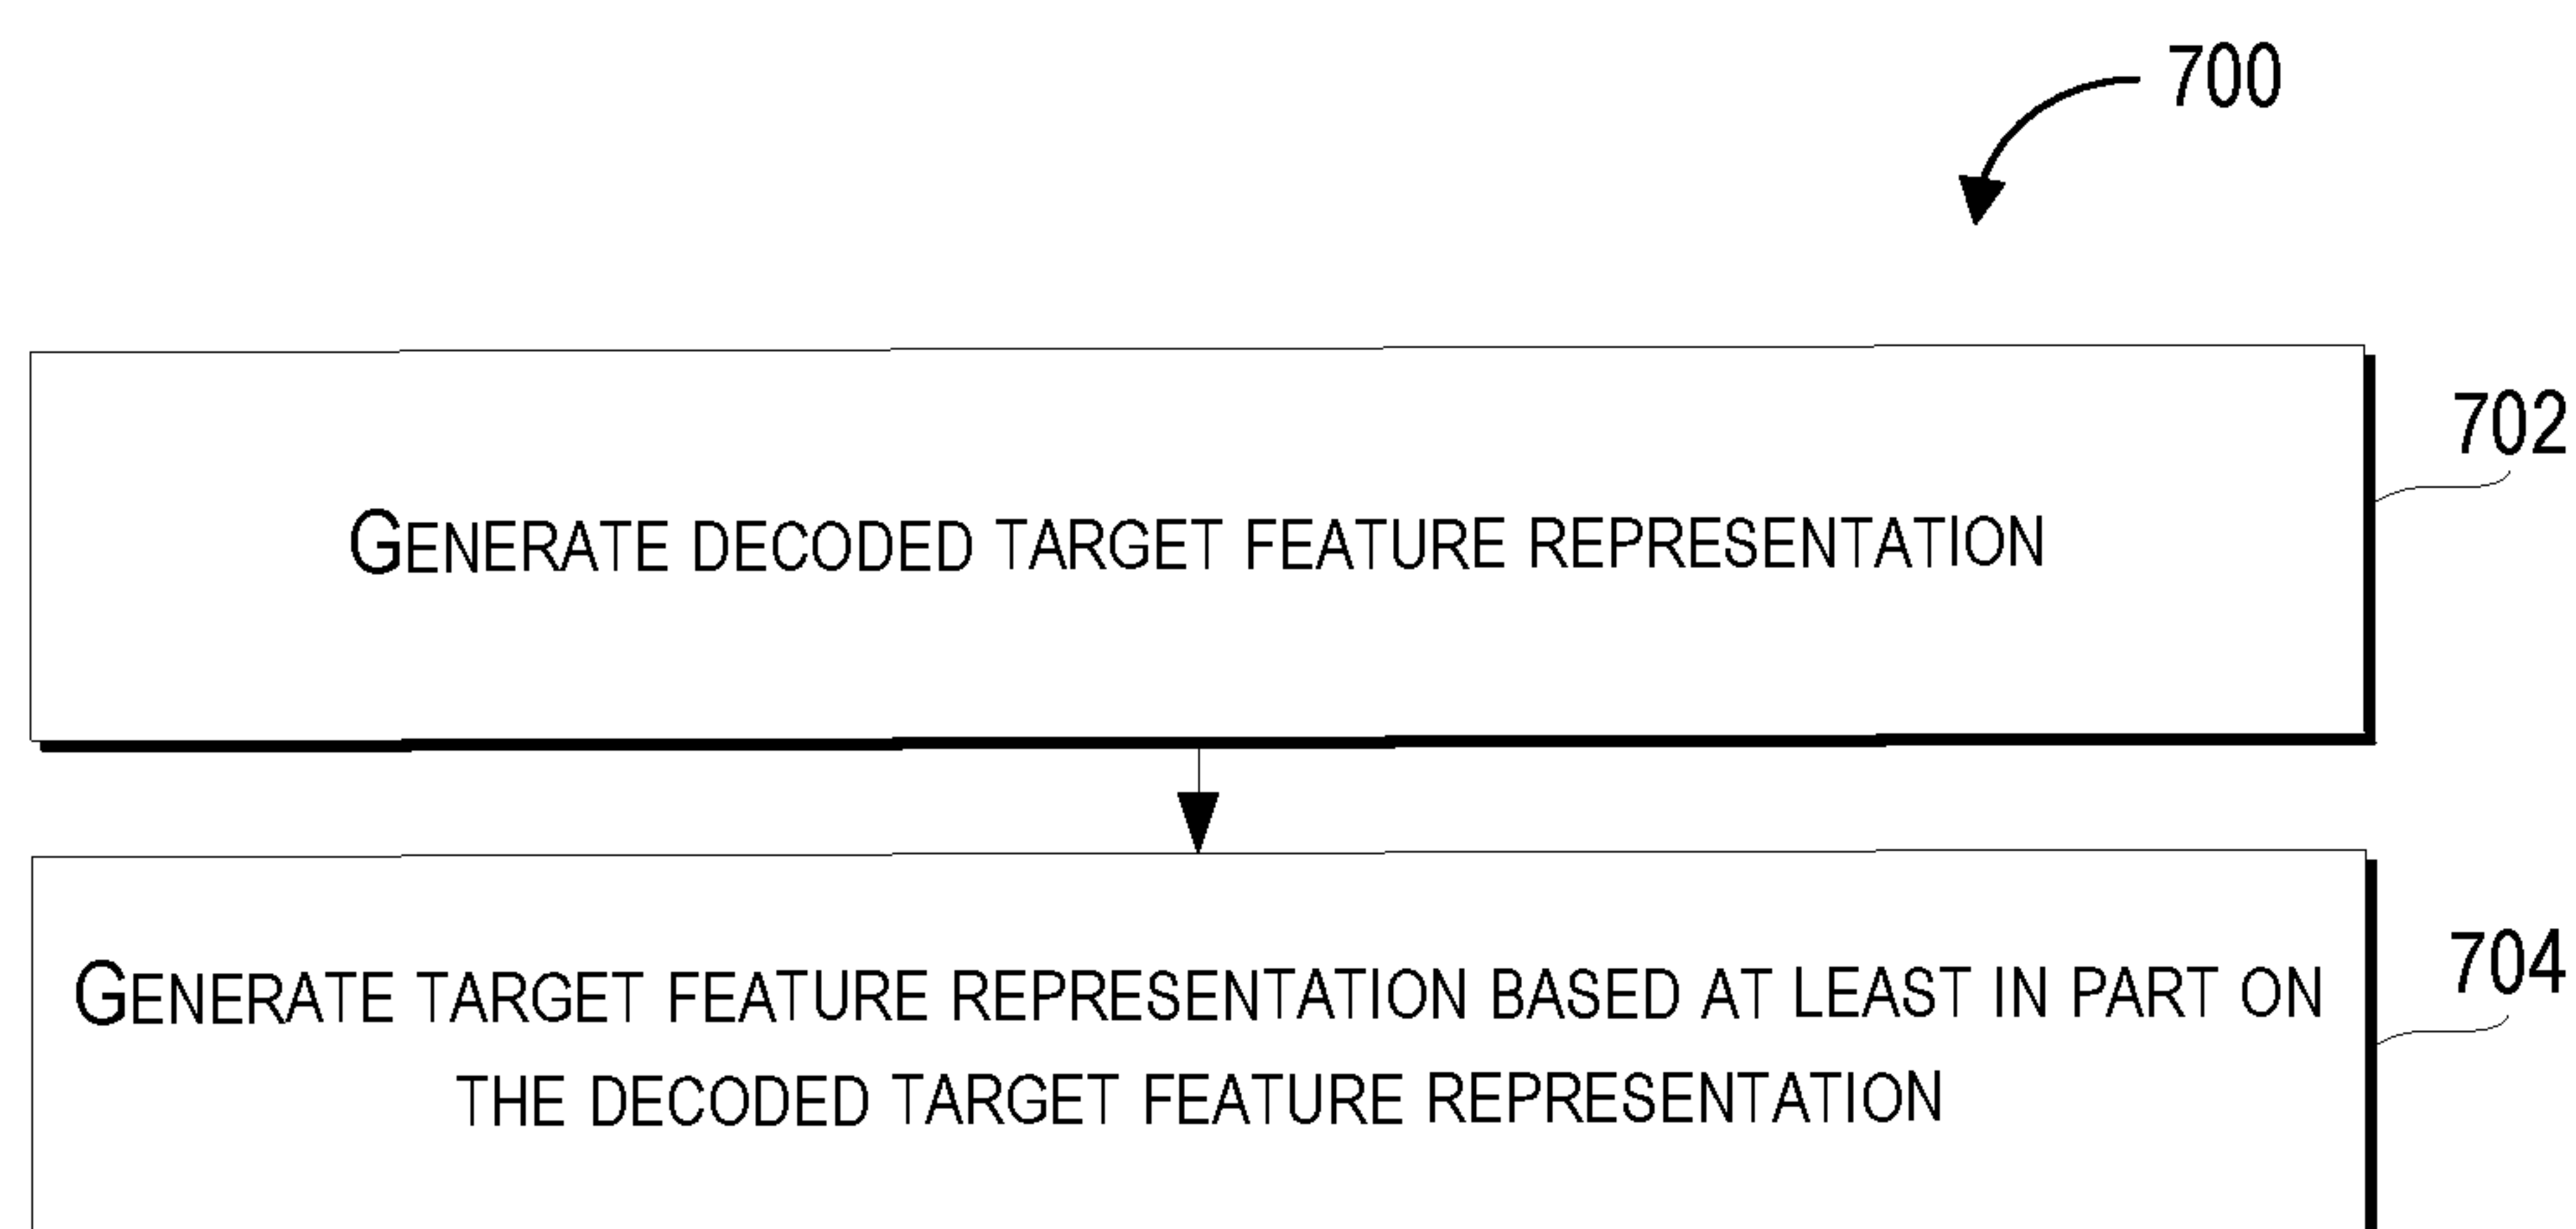 700
702
GENERATE DECODED TARGET FEATURE REPRESENTATION
704
GENERATE TARGET FEATURE REPRESENTATION BASED AT LEAST IN PART ON
THE DECODED TARGET FEATURE REPRESENTATION